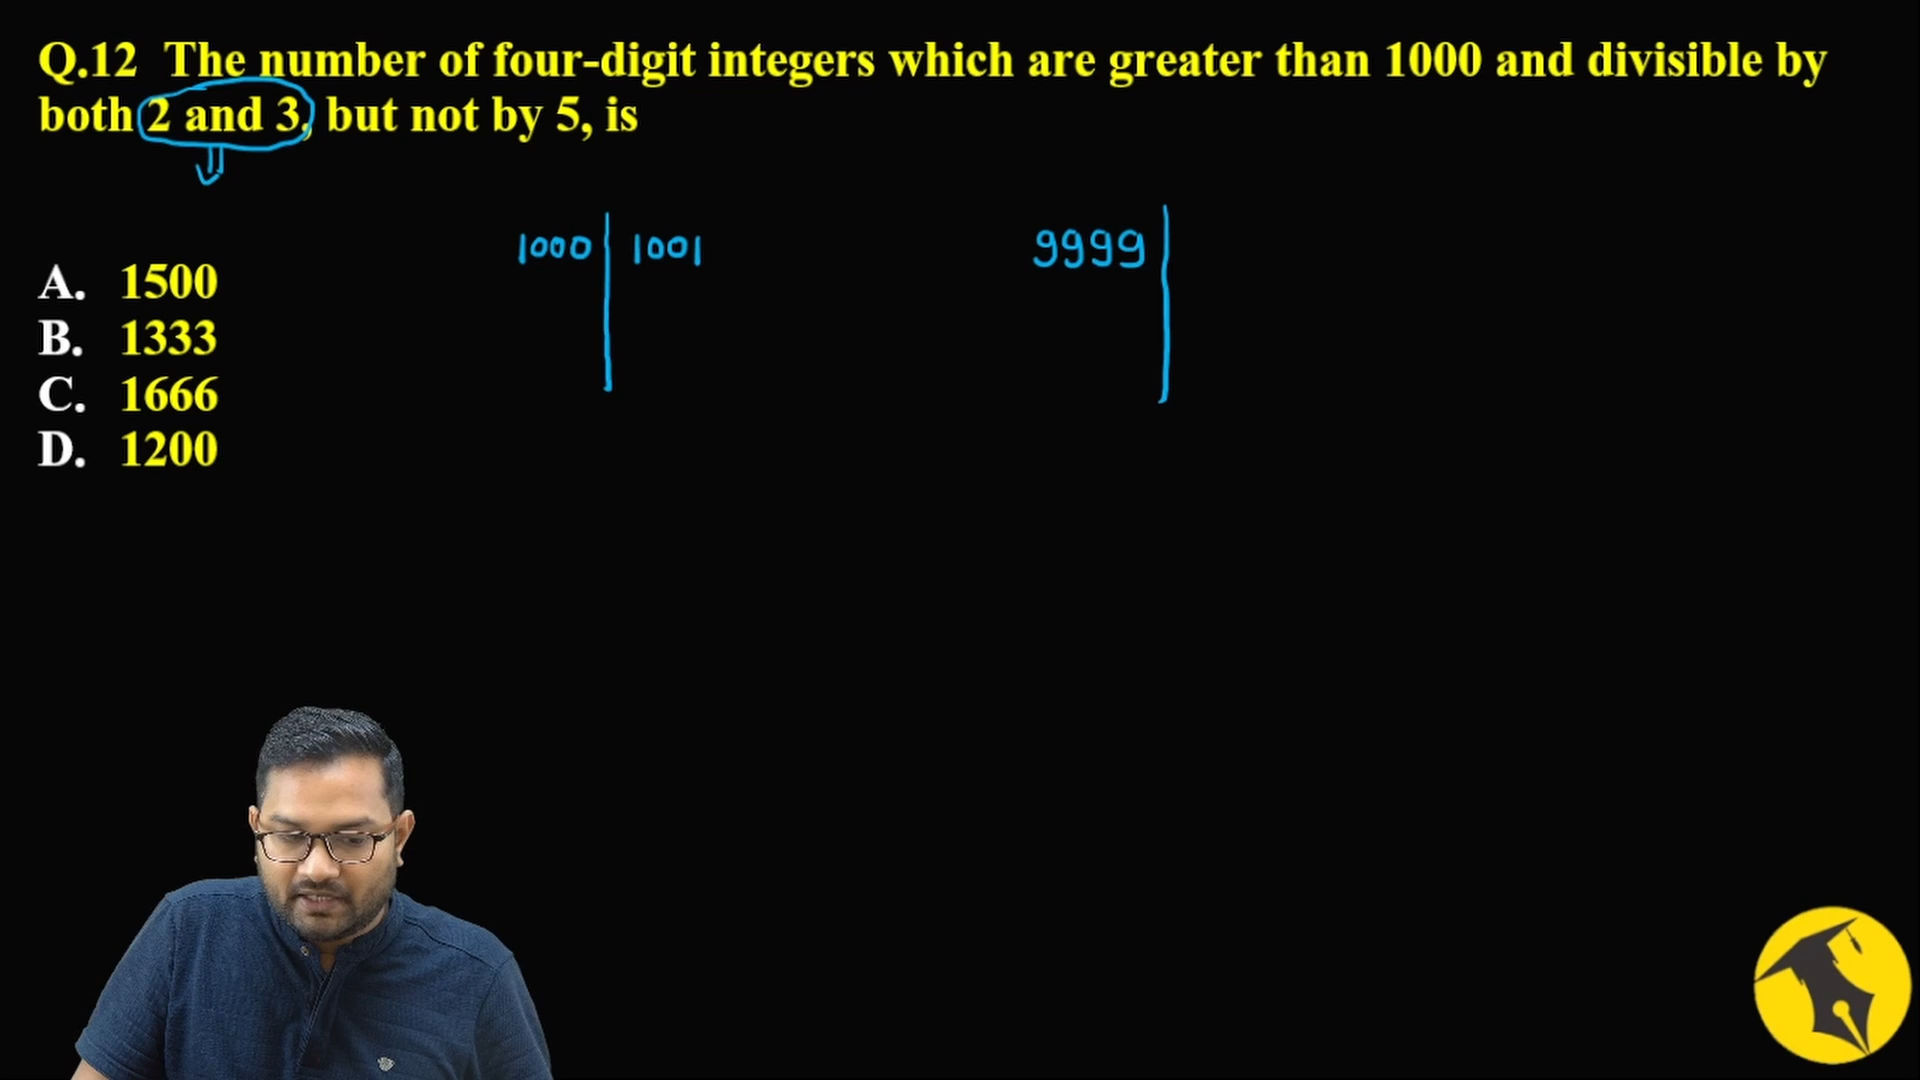 Q.12 The number of four-digit integers which are greater than 1000 and divisible by
both 2 and 3, but not by 5, is
1000 1001 9999
A. 1500
B. 1333
C. 1666
D. 1200